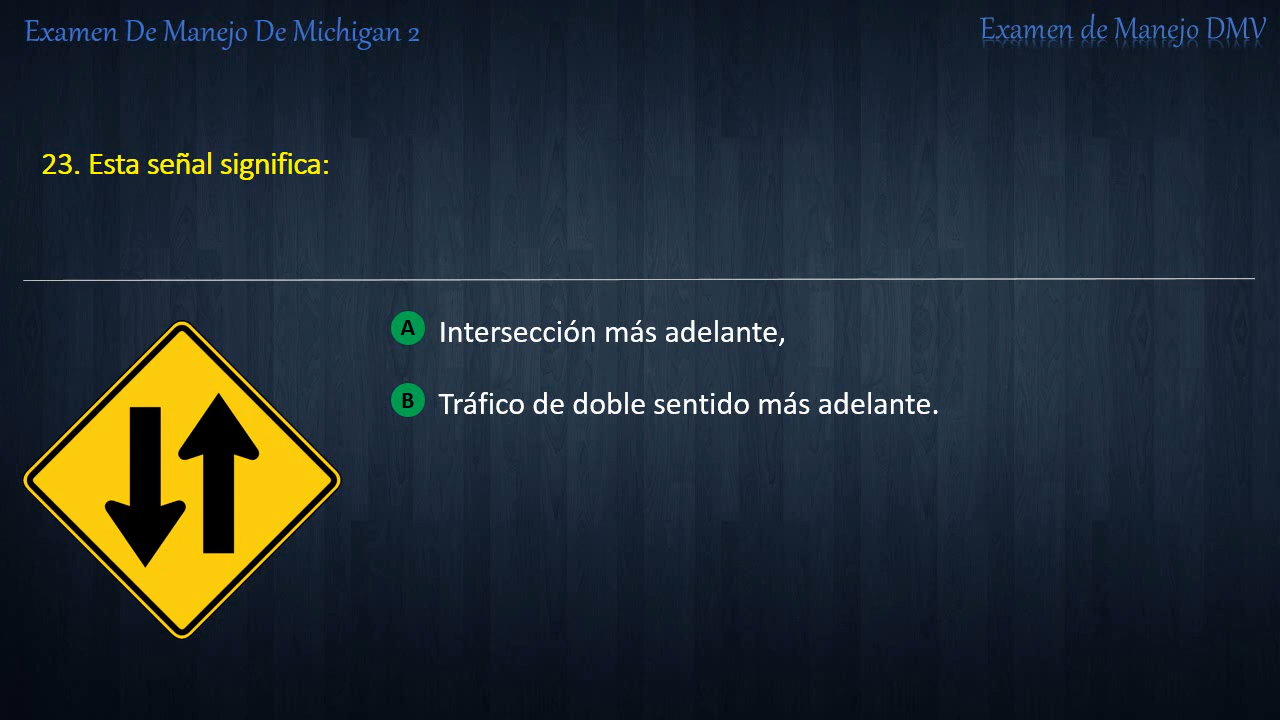 Examen De Manejo De Michigan 2
Examen de Manejo DMV
23. Esta señal significa:
A Intersección más adelante,
B Tráfico de doble sentido más adelante.